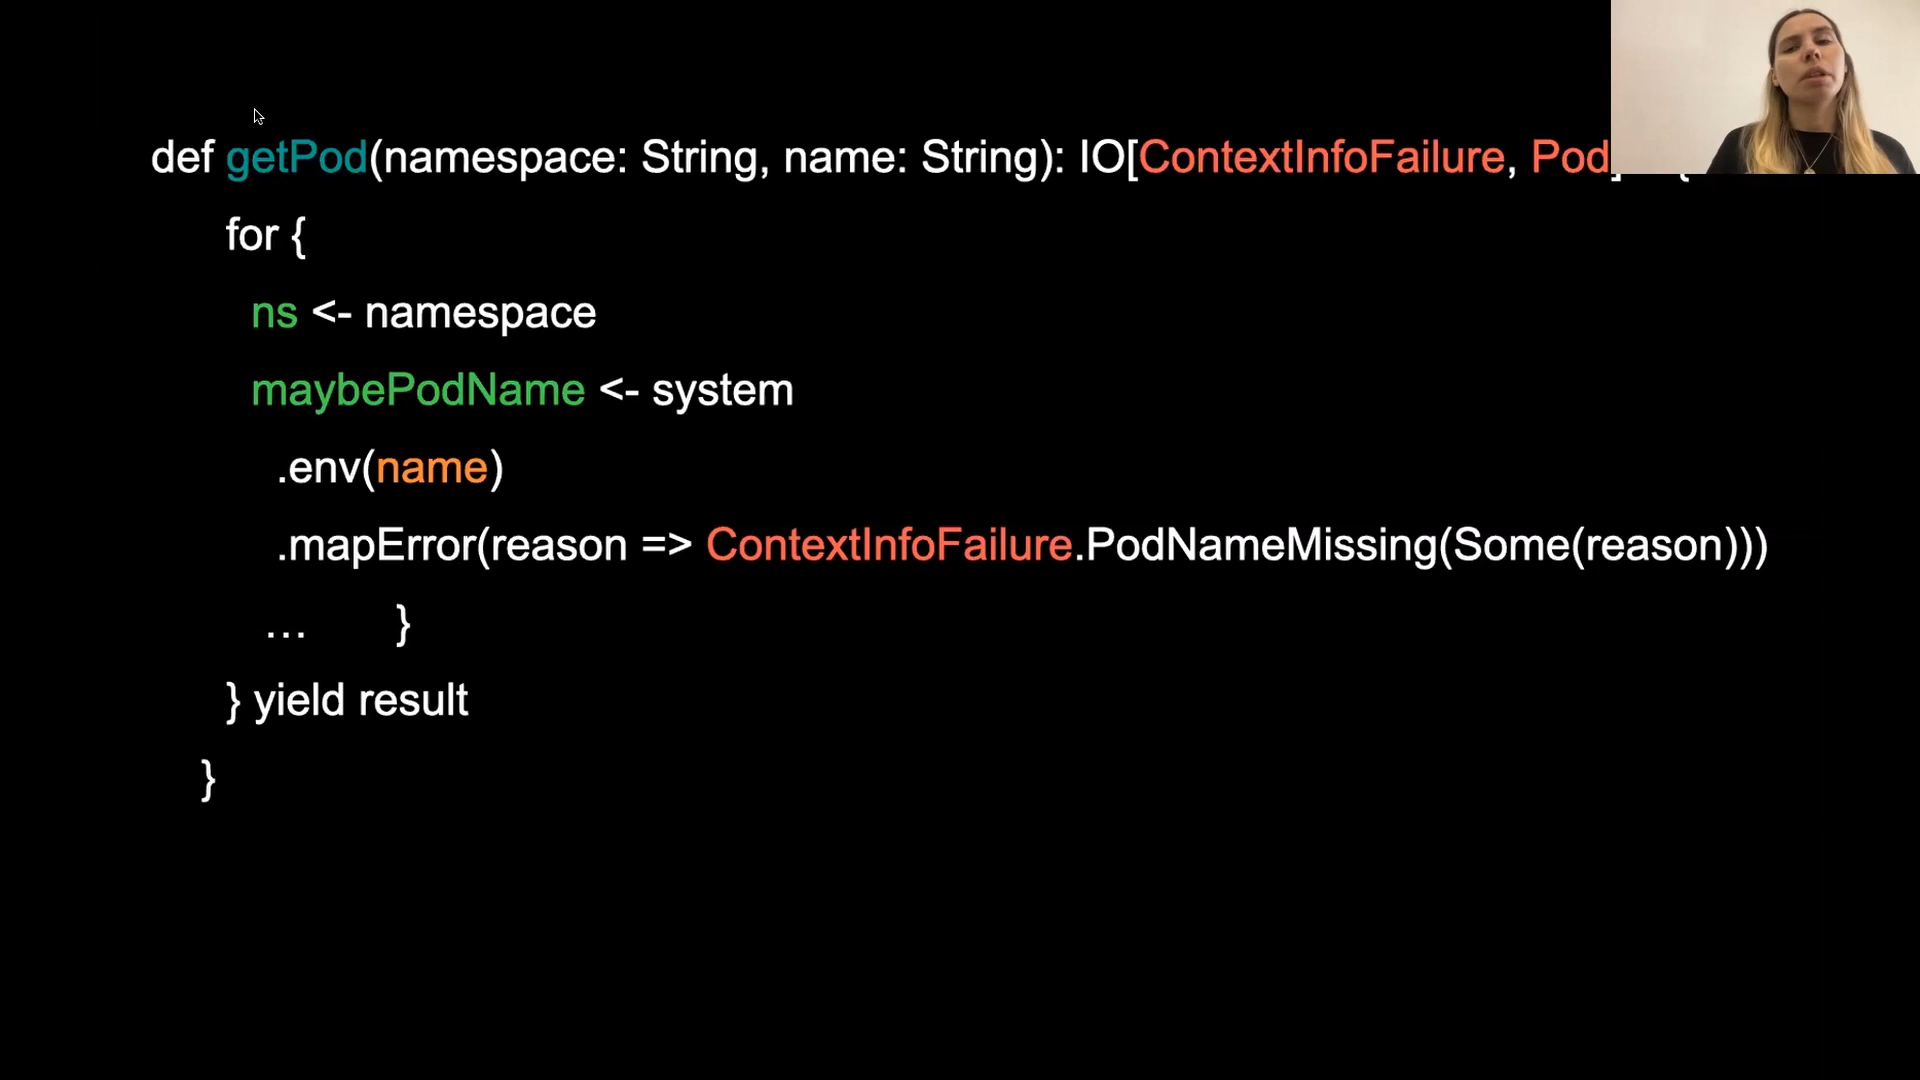 def getPod(namespace: String, name: String): IO[ContextInfoFailure, Pod] {
for {
ns <- namespace
maybePodName <- system
.env(name)
.mapError(reason => ContextInfoFailure.PodNameMissing(Some(reason)))
... }
} yield result
}